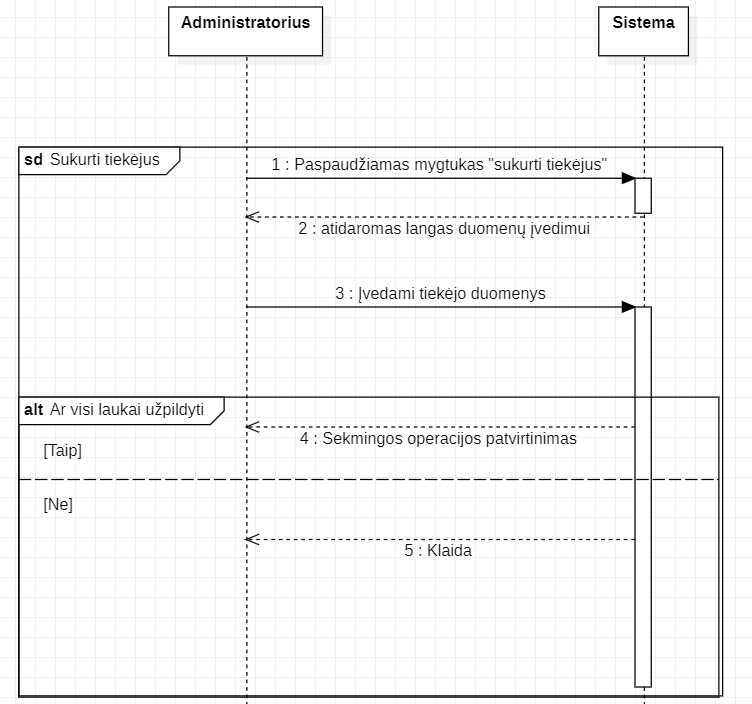 Administratorius
Sistema
sd Sukurti tiekėjus
1 : Paspaudžiamas mygtukas "sukurti tiekėjus"
2 : atidaromas langas duomenų įvedimui
3 : Įvedami tiekėjo duomenys
alt Ar visi laukai užpildyti
4 : Sekmingos operacijos patvirtinimas
[Taip]
[Ne]
5 : Klaida